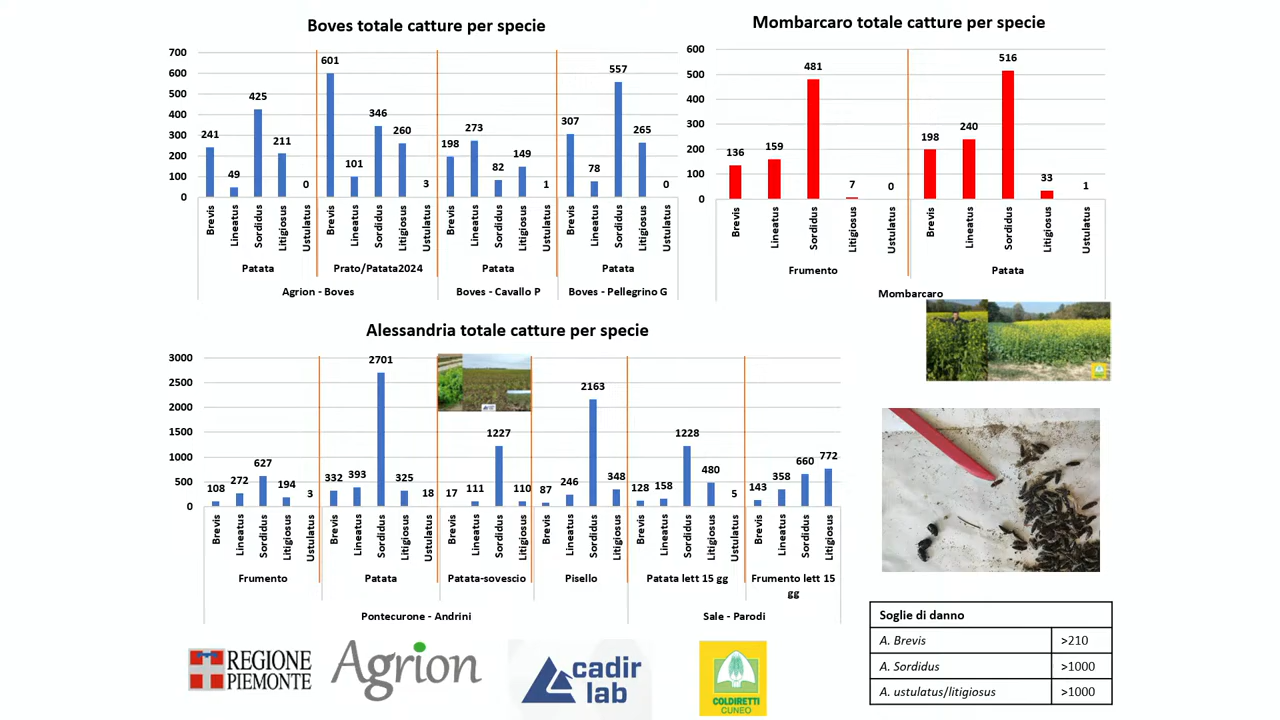 Boves totale catture per specie
700
600
500
400
300
200
100
0
241
49
425
211
0
601
101
346
260
3
198
273
82
149
1
307
78
557
265
0
Brevis
Lineatus
Sordidus
Litigiosus
Ustulatus
Brevis
Lineatus
Sordidus
Litigiosus
Ustulatus
Brevis
Lineatus
Sordidus
Litigiosus
Ustulatus
Brevis
Lineatus
Sordidus
Litigiosus
Ustulatus
Patata
Prato/Patata2024
Patata
Patata
Agrion - Boves
Boves - Cavallo P
Boves - Pellegrino G
Mombarcaro totale catture per specie
600
500
400
300
200
100
0
136
159
481
7
0
198
240
516
33
1
Brevis
Lineatus
Sordidus
Litigiosus
Ustulatus
Brevis
Lineatus
Sordidus
Litigiosus
Ustulatus
Frumento
Patata
Mombarcaro
Alessandria totale catture per specie
3000
2500
2000
1500
1000
500
0
108
272
627
194
3
332
393
2701
325
18
17
111
1227
110
87
246
2163
348
128
158
1228
480
5
143
358
660
772
Brevis
Lineatus
Sordidus
Litigiosus
Ustulatus
Brevis
Lineatus
Sordidus
Litigiosus
Ustulatus
Brevis
Lineatus
Sordidus
Litigiosus
Brevis
Lineatus
Sordidus
Litigiosus
Brevis
Lineatus
Sordidus
Litigiosus
Ustulatus
Brevis
Lineatus
Sordidus
Litigiosus
Frumento
Patata
Patata-sovescio
Pisello
Patata lett 15 gg
Frumento lett 15
gg
Pontecurone - Andrini
Sale - Parodi
Soglie di danno
A. Brevis >210
A. Sordidus >1000
A. ustulatus/litigiosus >1000
REGIONE
PIEMONTE
Agrion
cadir
lab
COLDIRETTI
CUNEO